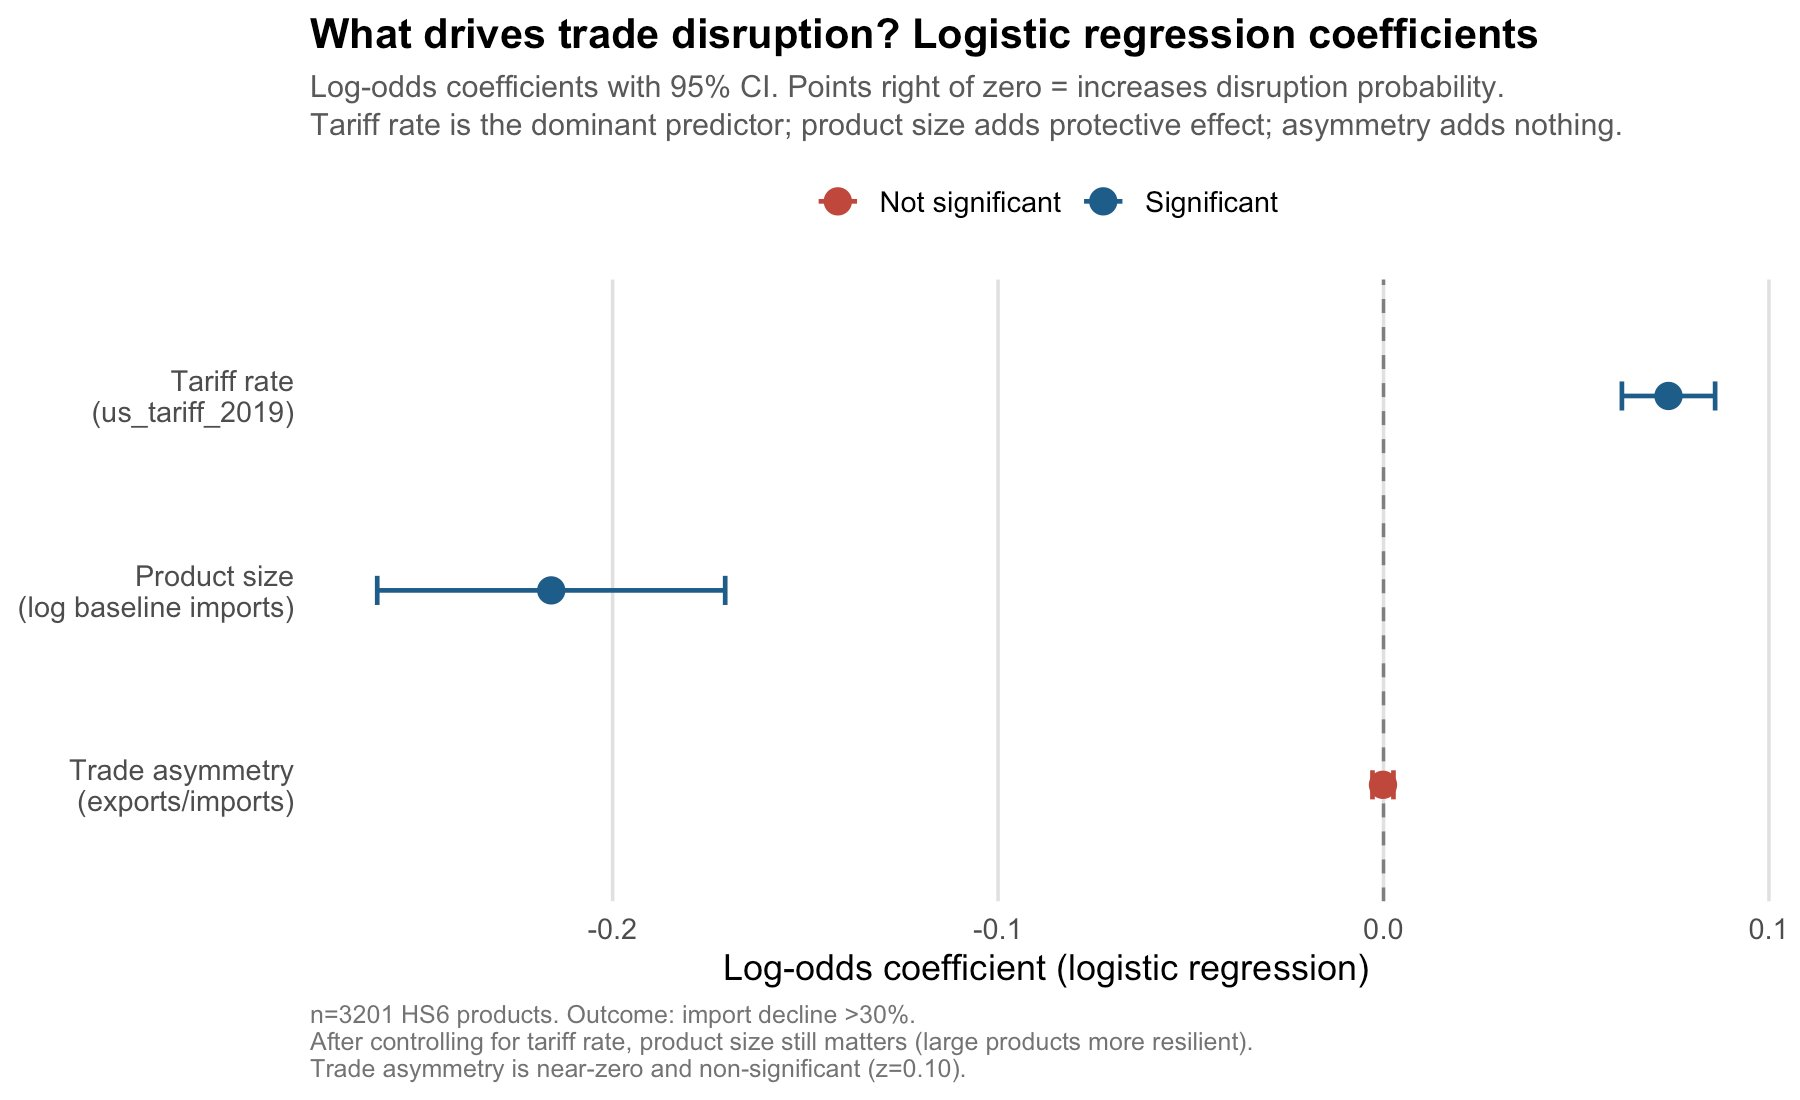 What drives trade disruption? Logistic regression coefficients
Log-odds coefficients with 95% CI. Points right of zero = increases disruption probability.
Tariff rate is the dominant predictor; product size adds protective effect; asymmetry adds nothing.
Not significant
Significant
Tariff rate
(us_tariff_2019)
Product size
(log baseline imports)
Trade asymmetry
(exports/imports)
-0.2
-0.1
0.0
0.1
Log-odds coefficient (logistic regression)
n=3201 HS6 products. Outcome: import decline >30%.
After controlling for tariff rate, product size still matters (large products more resilient).
Trade asymmetry is near-zero and non-significant (z=0.10).